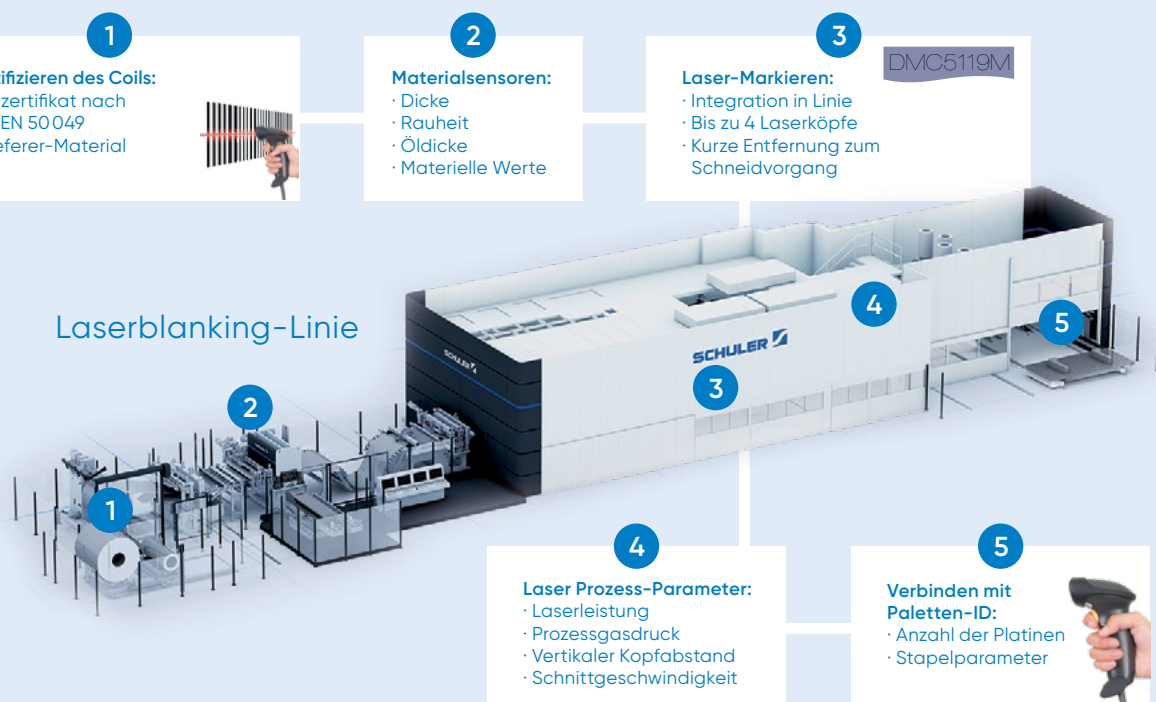 1
tifizieren des Coils:
zertifikat nach
EN 50049
eferer-Material
2
Materialsensoren:
· Dicke
· Rauheit
· Öldicke
· Materielle Werte
3
Laser-Markieren:
· Integration in Linie
· Bis zu 4 Laserköpfe
· Kurze Entfernung zum
Schneidvorgang
DMC5119M
Laserblanking-Linie
SCHULER
SCHULER
1
2
3
4
5
4
Laser Prozess-Parameter:
· Laserleistung
· Prozessgasdruck
· Vertikaler Kopfabstand
· Schnittgeschwindigkeit
5
Verbinden mit
Paletten-ID:
· Anzahl der Platinen
· Stapelparameter